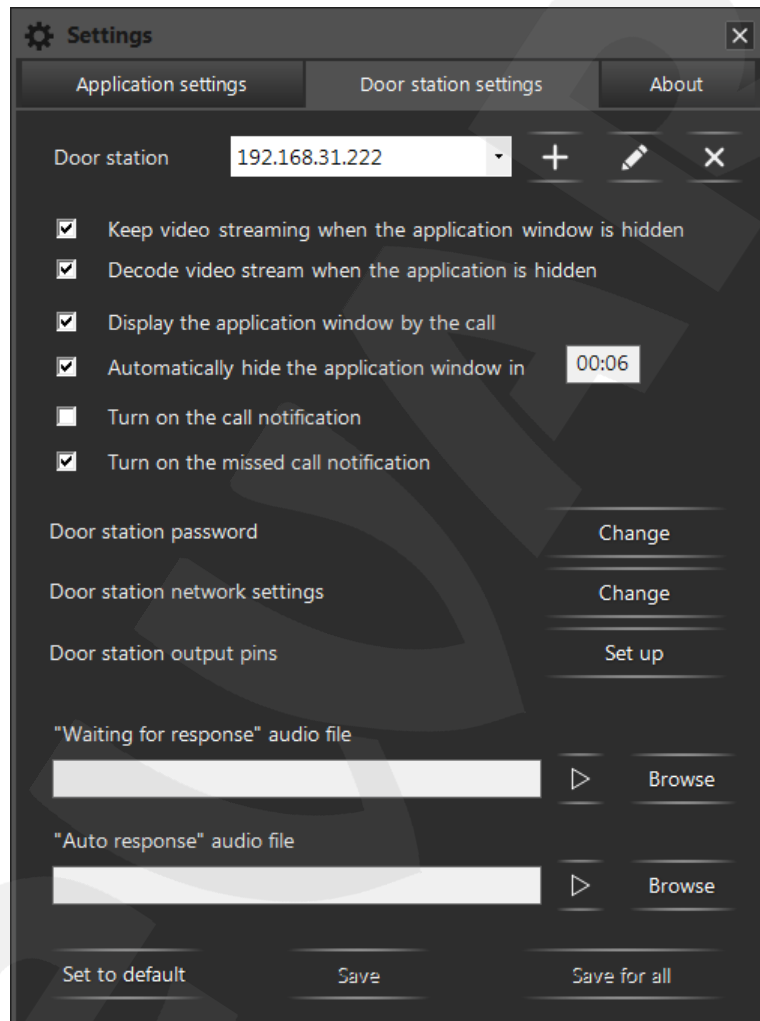 Settings
Application settings Door station settings About
Door station 192.168.31.222
Keep video streaming when the application window is hidden
Decode video stream when the application is hidden
Display the application window by the call
Automatically hide the application window in 00:06
Turn on the call notification
Turn on the missed call notification
Door station password Change
Door station network settings Change
Door station output pins Set up
"Waiting for response" audio file
Browse
"Auto response" audio file
Browse
Set to default Save Save for all